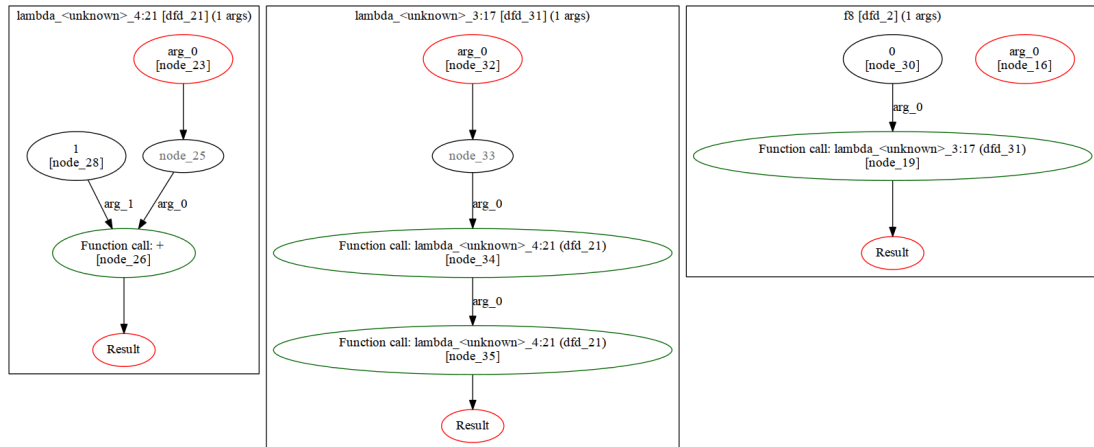 lambda_<unknown>_4:21 [dfd_21] (1 args)
arg_0
[node_23]
1
[node_28]
node_25
arg_1
arg_0
Function call: +
[node_26]
Result
lambda_<unknown>_3:17 [dfd_31] (1 args)
arg_0
[node_32]
node_33
arg_0
Function call: lambda_<unknown>_4:21 (dfd_21)
[node_34]
arg_0
Function call: lambda_<unknown>_4:21 (dfd_21)
[node_35]
Result
f8 [dfd_2] (1 args)
0
[node_30]
arg_0
[node_16]
arg_0
Function call: lambda_<unknown>_3:17 (dfd_31)
[node_19]
Result